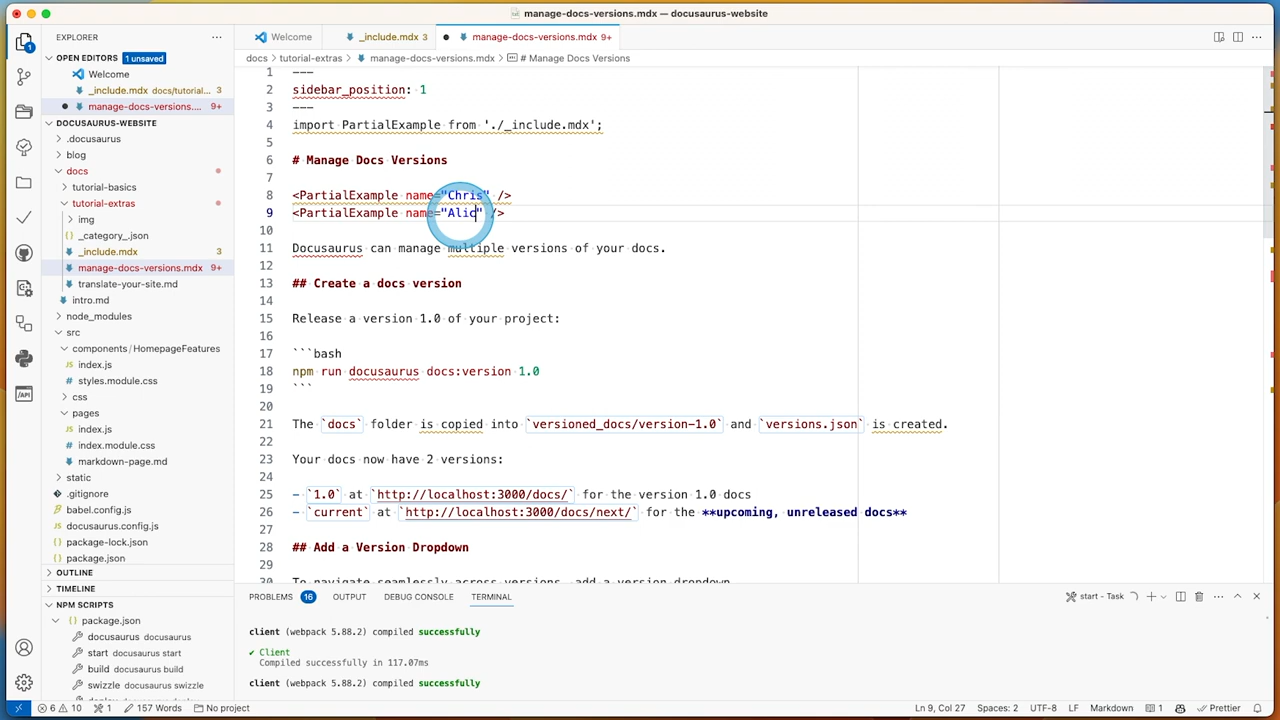 manage-docs-versions.mdx — docusaurus-website
EXPLORER
Welcome
_include.mdx 3
manage-docs-versions.mdx 9+
OPEN EDITORS 1 unsaved
docs › tutorial-extras › manage-docs-versions.mdx › # Manage Docs Versions
Welcome
_include.mdx docs/tutorial... 3
manage-docs-versions.... 9+
DOCUSAURUS-WEBSITE
.docusaurus
blog
docs
tutorial-basics
tutorial-extras
img
_category_.json
_include.mdx 3
manage-docs-versions.mdx 9+
translate-your-site.md
intro.md
node_modules
src
components/HomepageFeatures
index.js
styles.module.css
css
pages
index.js
index.module.css
markdown-page.md
static
.gitignore
babel.config.js
docusaurus.config.js
package-lock.json
package.json
OUTLINE
TIMELINE
NPM SCRIPTS
package.json
docusaurus docusaurus
start docusaurus start
build docusaurus build
swizzle docusaurus swizzle
1 ---
2 sidebar_position: 1
3 ---
4 import PartialExample from './_include.mdx';
5
6 # Manage Docs Versions
7
8 <PartialExample name="Chris" />
9 <PartialExample name="Alic" />
10
11 Docusaurus can manage multiple versions of your docs.
12
13 ## Create a docs version
14
15 Release a version 1.0 of your project:
16
17 ```bash
18 npm run docusaurus docs:version 1.0
19 ```
20
21 The `docs` folder is copied into `versioned_docs/version-1.0` and `versions.json` is created.
22
23 Your docs now have 2 versions:
24
25 - `1.0` at `http://localhost:3000/docs/` for the version 1.0 docs
26 - `current` at `http://localhost:3000/docs/next/` for the **upcoming, unreleased docs**
27
28 ## Add a Version Dropdown
29
30 To navigate seamlessly across versions, add a version dropdown.
PROBLEMS 16 OUTPUT DEBUG CONSOLE TERMINAL
start - Task
client (webpack 5.88.2) compiled successfully
✔ Client
Compiled successfully in 117.07ms
client (webpack 5.88.2) compiled successfully
6 10 1 157 Words No project
Ln 9, Col 27 Spaces: 2 UTF-8 LF Markdown 1 Prettier